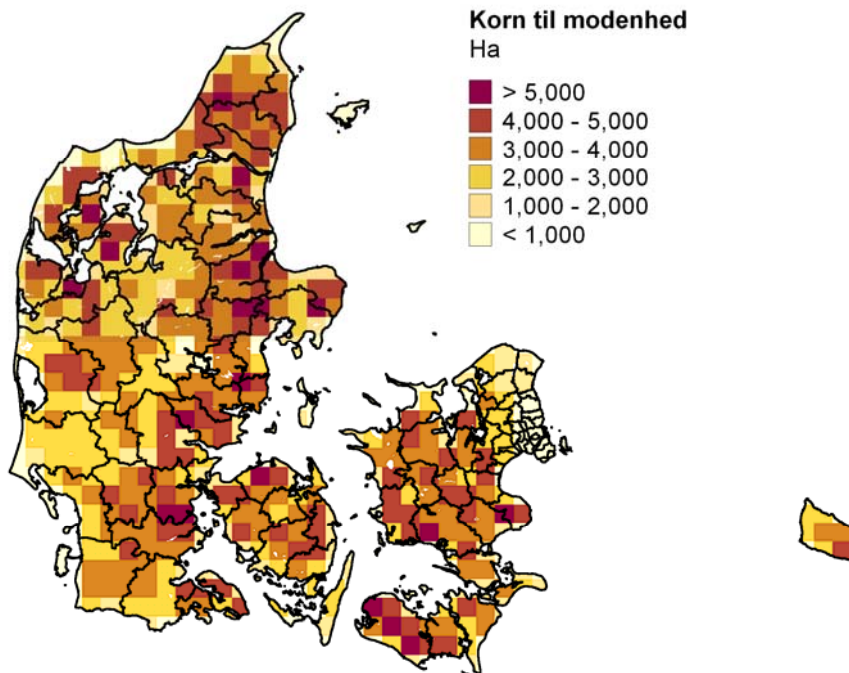 Korn til modenhed
Ha
> 5,000
4,000 - 5,000
3,000 - 4,000
2,000 - 3,000
1,000 - 2,000
< 1,000